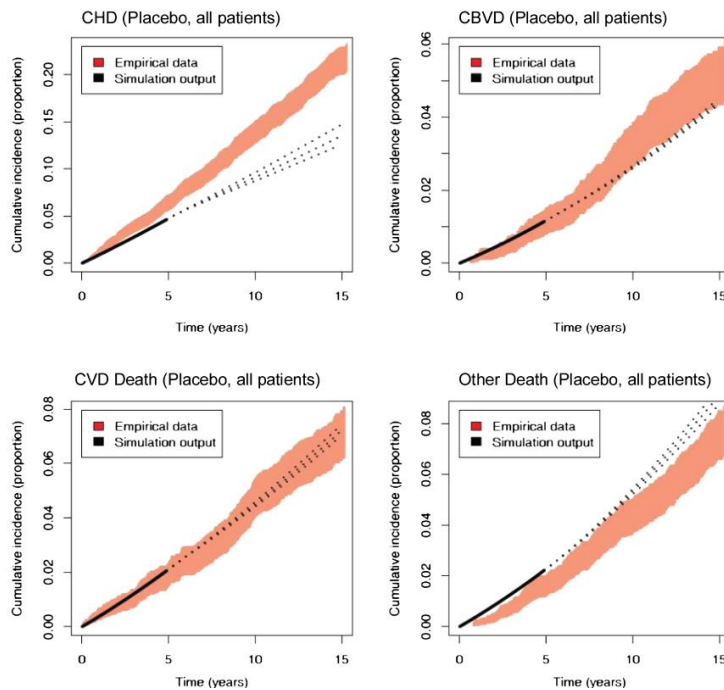 CHD (Placebo, all patients)
Empirical data
Simulation output
Cumulative incidence (proportion)
0.00
0.05
0.10
0.15
0.20
0
5
10
15
Time (years)
CBVD (Placebo, all patients)
Empirical data
Simulation output
Cumulative incidence (proportion)
0.00
0.02
0.04
0.06
0
5
10
15
Time (years)
CVD Death (Placebo, all patients)
Empirical data
Simulation output
Cumulative incidence (proportion)
0.00
0.02
0.04
0.06
0.08
0
5
10
15
Time (years)
Other Death (Placebo, all patients)
Empirical data
Simulation output
Cumulative incidence (proportion)
0.00
0.02
0.04
0.06
0.08
0
5
10
15
Time (years)